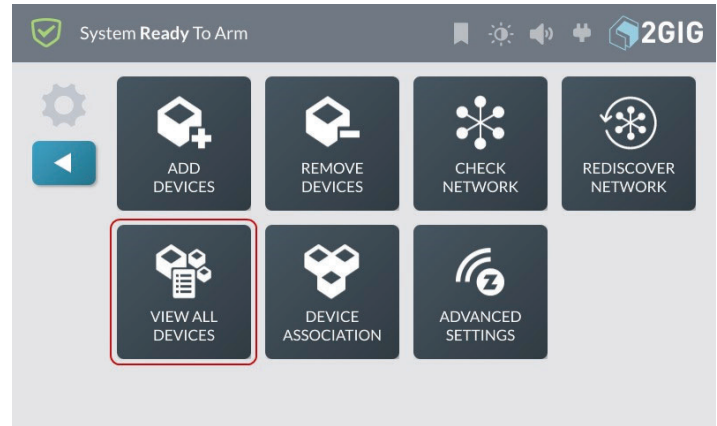 System Ready To Arm
2GIG
ADD
DEVICES
REMOVE
DEVICES
CHECK
NETWORK
REDISCOVER
NETWORK
VIEW ALL
DEVICES
DEVICE
ASSOCIATION
ADVANCED
SETTINGS